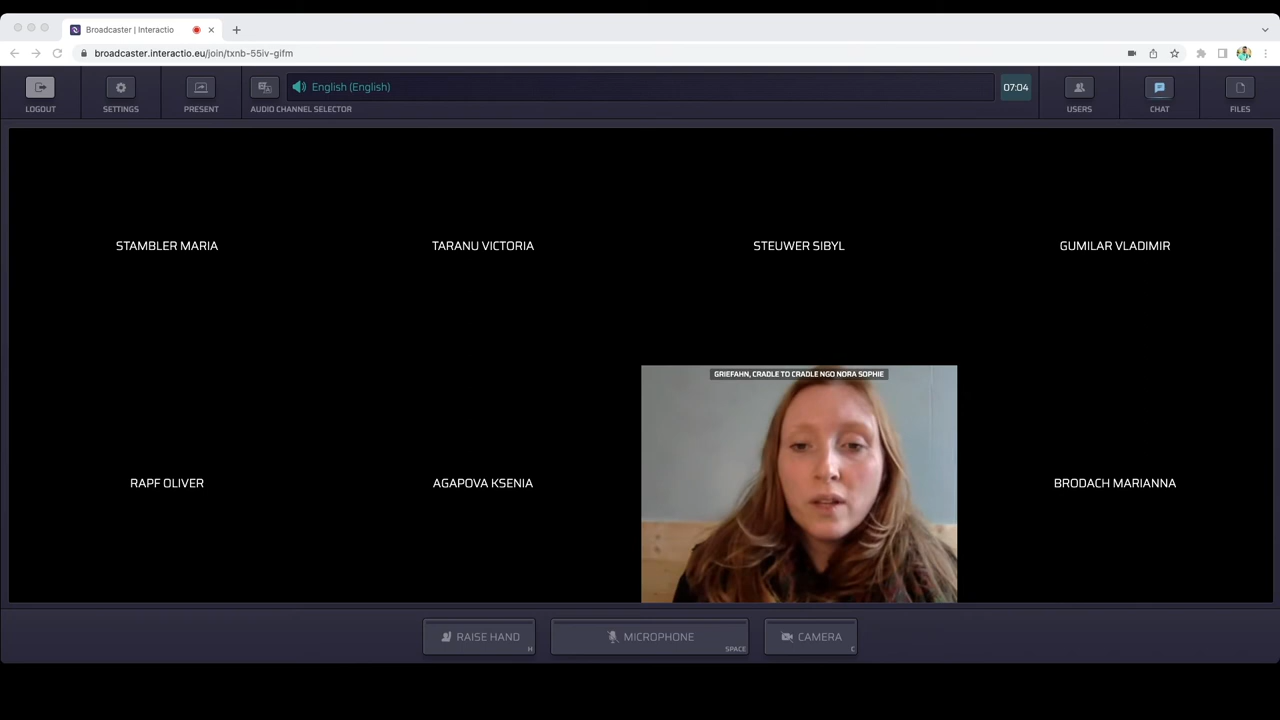 Broadcaster | Interactio
broadcaster.interactio.eu/join/txnb-55iv-gifm
English (English)
07:04
LOGOUT
SETTINGS
PRESENT
AUDIO CHANNEL SELECTOR
USERS
CHAT
FILES
STAMBLER MARIA
TARANU VICTORIA
STEUWER SIBYL
GUMILAR VLADIMIR
GRIEFAHN, CRADLE TO CRADLE NGO NORA SOPHIE
RAPF OLIVER
AGAPOVA KSENIA
BRODACH MARIANNA
RAISE HAND
H
MICROPHONE
SPACE
CAMERA
C